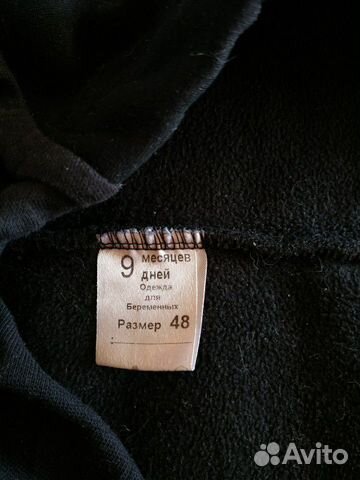 9 месяцев
дней
Одежда
для
Беременных
Размер 48
Avito